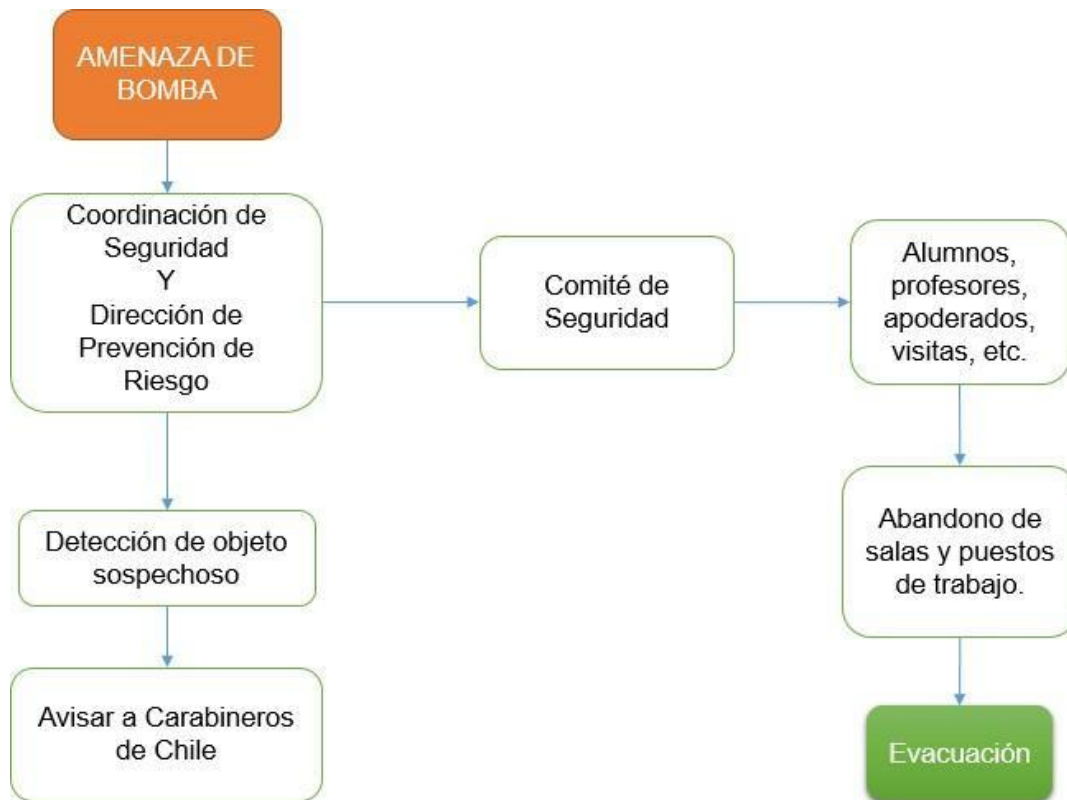 AMENAZA DE
BOMBA
Coordinación de
Seguridad
Y
Dirección de
Prevención de
Riesgo
Comité de
Seguridad
Alumnos,
profesores,
apoderados,
visitas, etc.
Detección de objeto
sospechoso
Abandono de
salas y puestos
de trabajo.
Avisar a Carabineros
de Chile
Evacuación